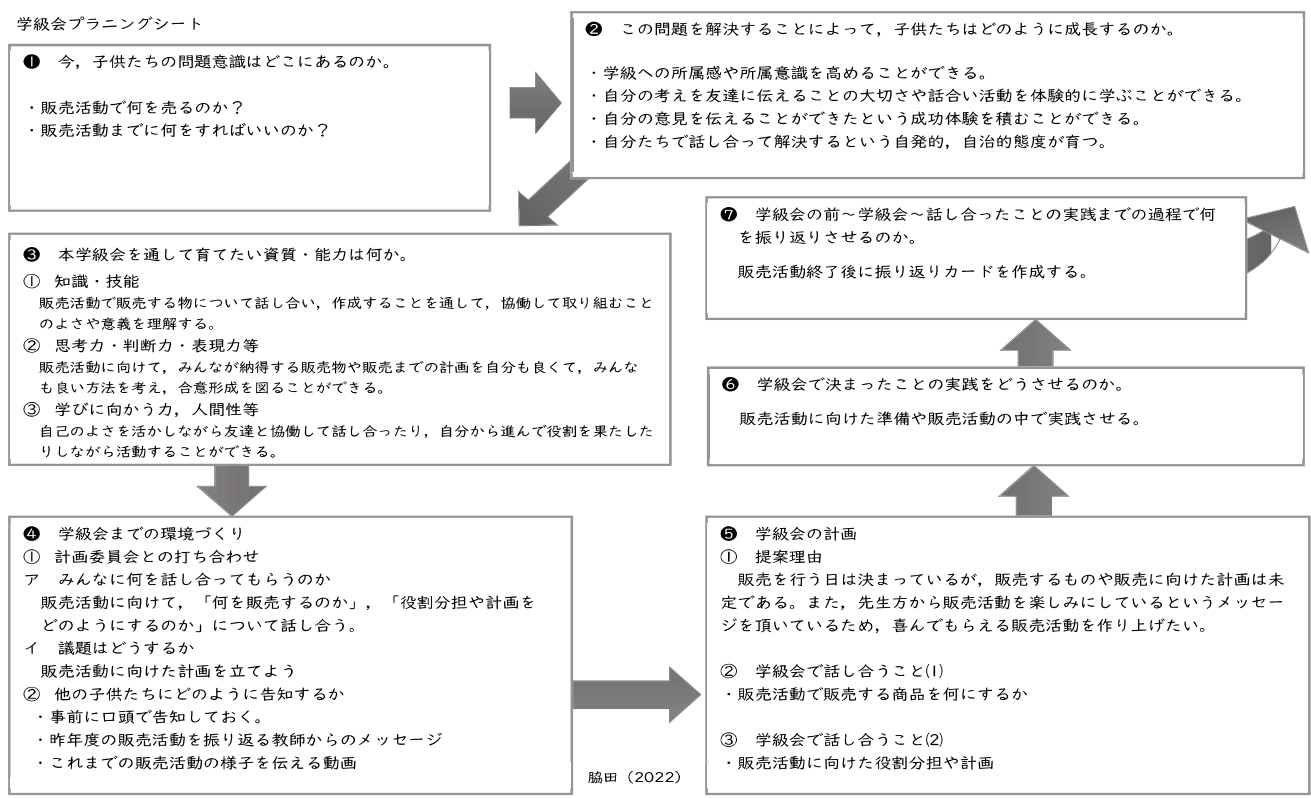 学級会プラニングシート
❶　今，子供たちの問題意識はどこにあるのか。
・販売活動で何を売るのか？
・販売活動までに何をすればいいのか？
❷　この問題を解決することによって，子供たちはどのように成長するのか。
・学級への所属感や所属意識を高めることができる。
・自分の考えを友達に伝えることの大切さや話合い活動を体験的に学ぶことができる。
・自分の意見を伝えることができたという成功体験を積むことができる。
・自分たちで話し合って解決するという自発的，自治的態度が育つ。
❸　本学級会を通して育てたい資質・能力は何か。
①　知識・技能
販売活動で販売する物について話し合い，作成することを通して，協働して取り組むこと
のよさや意義を理解する。
②　思考力・判断力・表現力等
販売活動に向けて，みんなが納得する販売物や販売までの計画を自分も良くて，みんな
も良い方法を考え，合意形成を図ることができる。
③　学びに向かう力，人間性等
自己のよさを活かしながら友達と協働して話し合ったり，自分から進んで役割を果たした
りしながら活動することができる。
❹　学級会までの環境づくり
①　計画委員会との打ち合わせ
ア　みんなに何を話し合ってもらうのか
販売活動に向けて，「何を販売するのか」，「役割分担や計画を
どのようにするのか」について話し合う。
イ　議題はどうするか
販売活動に向けた計画を立てよう
②　他の子供たちにどのように告知するか
・事前に口頭で告知しておく。
・昨年度の販売活動を振り返る教師からのメッセージ
・これまでの販売活動の様子を伝える動画
❺　学級会の計画
①　提案理由
販売を行う日は決まっているが，販売するものや販売に向けた計画は未
定である。また，先生方から販売活動を楽しみにしているというメッセー
ジを頂いているため，喜んでもらえる販売活動を作り上げたい。
②　学級会で話し合うこと⑴
・販売活動で販売する商品を何にするか
③　学級会で話し合うこと⑵
・販売活動に向けた役割分担や計画
❻　学級会で決まったことの実践をどうさせるのか。
販売活動に向けた準備や販売活動の中で実践させる。
❼　学級会の前～学級会～話し合ったことの実践までの過程で何
を振り返りさせるのか。
販売活動終了後に振り返りカードを作成する。
脇田（2022）